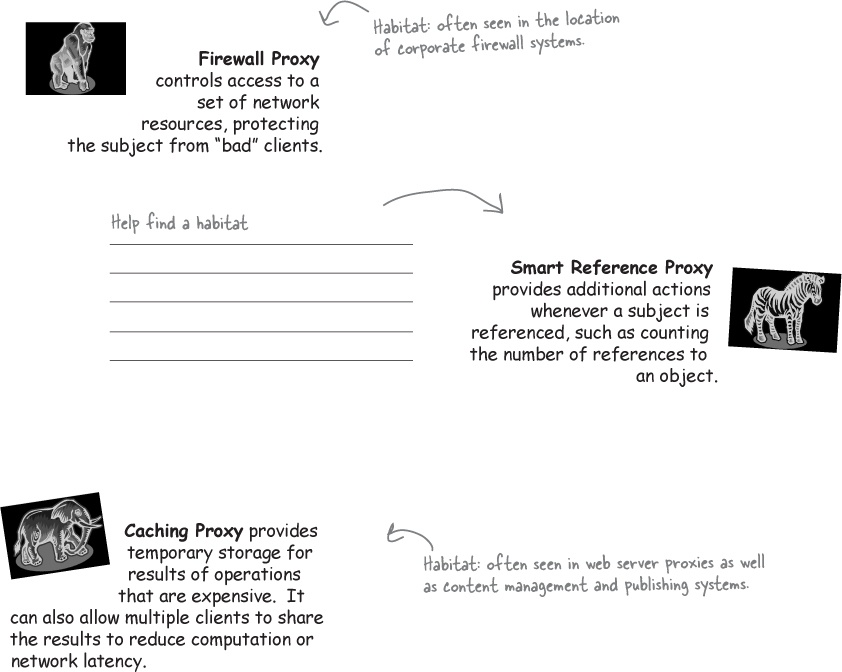 Habitat: often seen in the location
of corporate firewall systems.
Firewall Proxy
controls access to a
set of network
resources, protecting
the subject from “bad” clients.
Help find a habitat
Smart Reference Proxy
provides additional actions
whenever a subject is
referenced, such as counting
the number of references to
an object.
Caching Proxy provides
temporary storage for
results of operations
that are expensive. It
can also allow multiple clients to share
the results to reduce computation or
network latency.
Habitat: often seen in web server proxies as well
as content management and publishing systems.